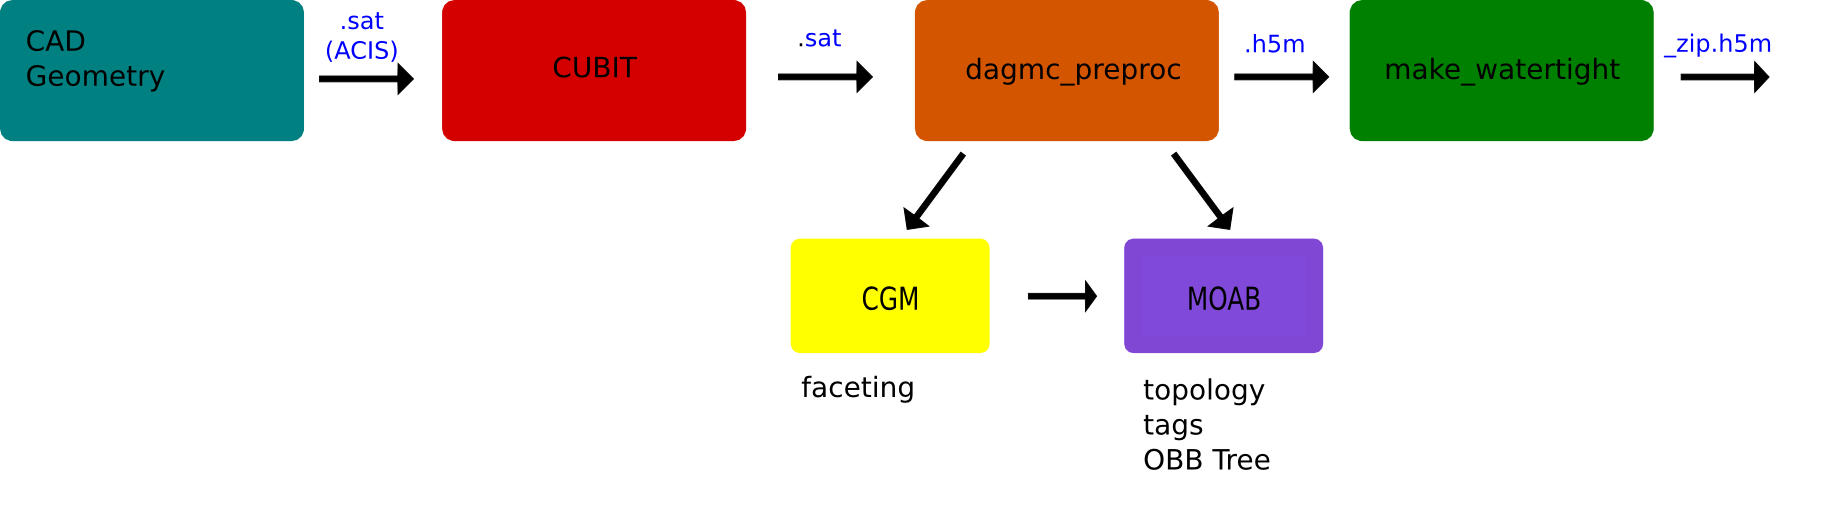 CAD
Geometry
.sat
(ACIS)
CUBIT
.sat
dagmc_preproc
.h5m
make_watertight
_zip.h5m
CGM
MOAB
faceting
topology
tags
OBB Tree